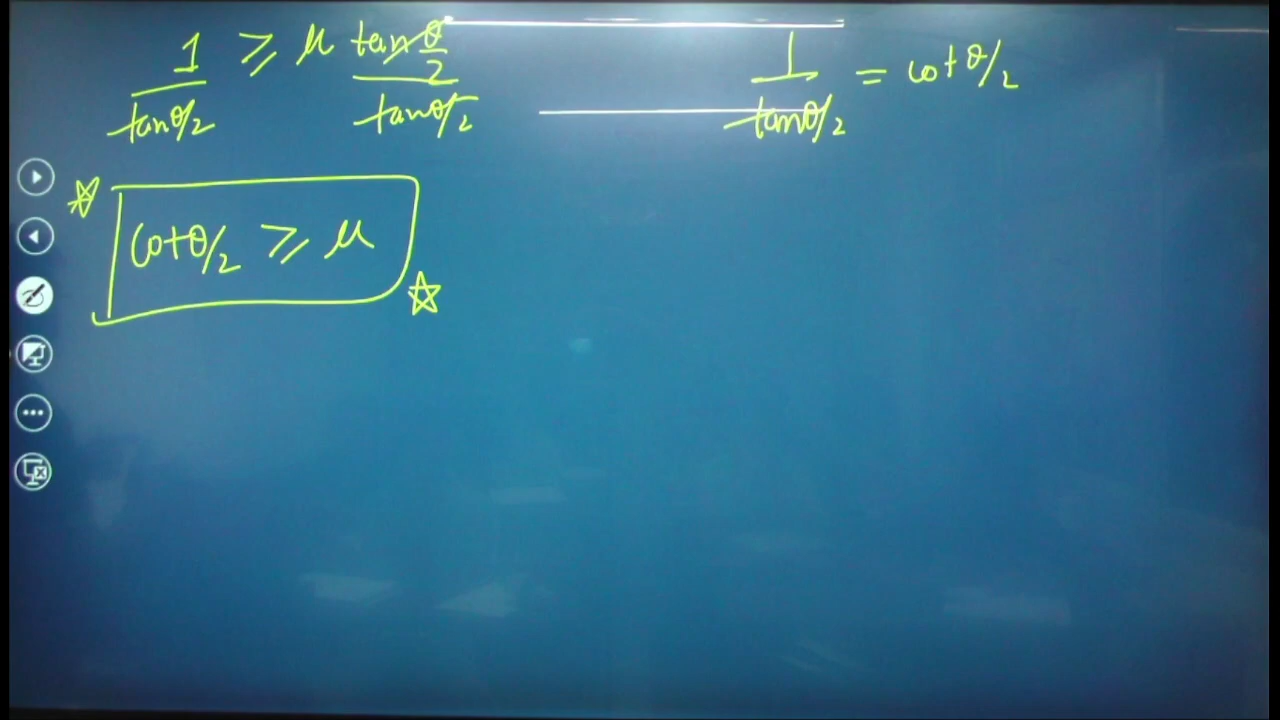 1/tanθ/2 ≥ μ tanθ/2 / tanθ/2
1/tanθ/2 = cotθ/2
cotθ/2 ≥ μ